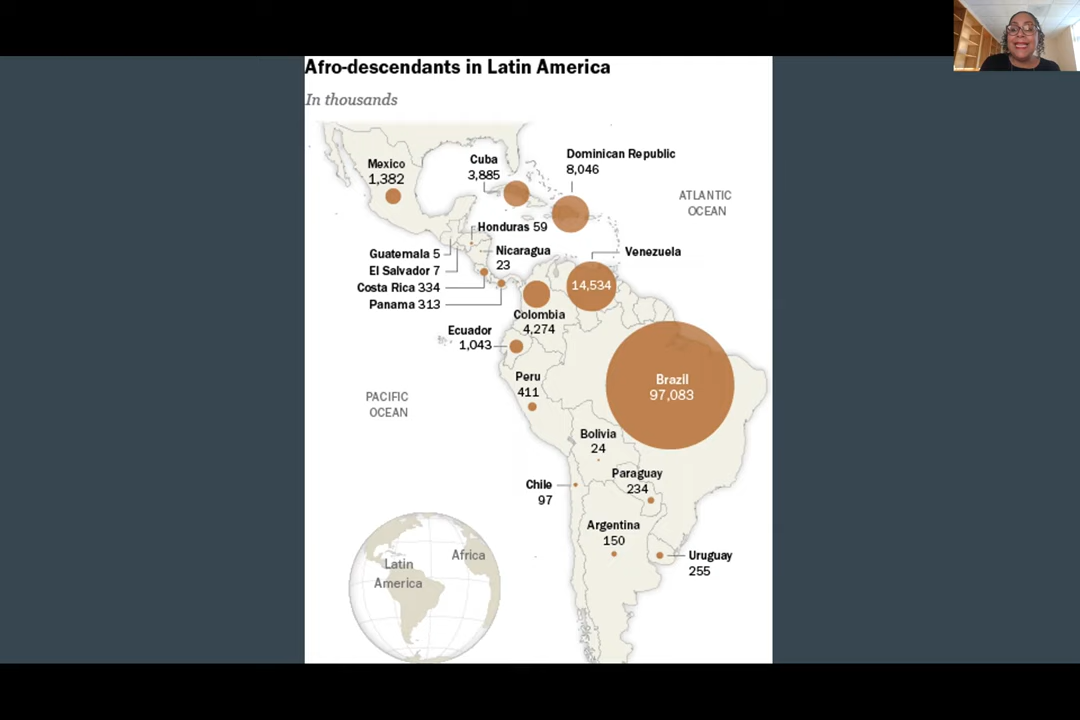 Afro-descendants in Latin America
In thousands
Mexico
1,382
Cuba
3,885
Dominican Republic
8,046
ATLANTIC
OCEAN
Honduras 59
Guatemala 5
Nicaragua
23
El Salvador 7
Costa Rica 334
Panama 313
Venezuela
14,534
Colombia
4,274
Ecuador
1,043
Peru
411
Brazil
97,083
PACIFIC
OCEAN
Bolivia
24
Paraguay
234
Chile
97
Argentina
150
Uruguay
255
Latin
America
Africa